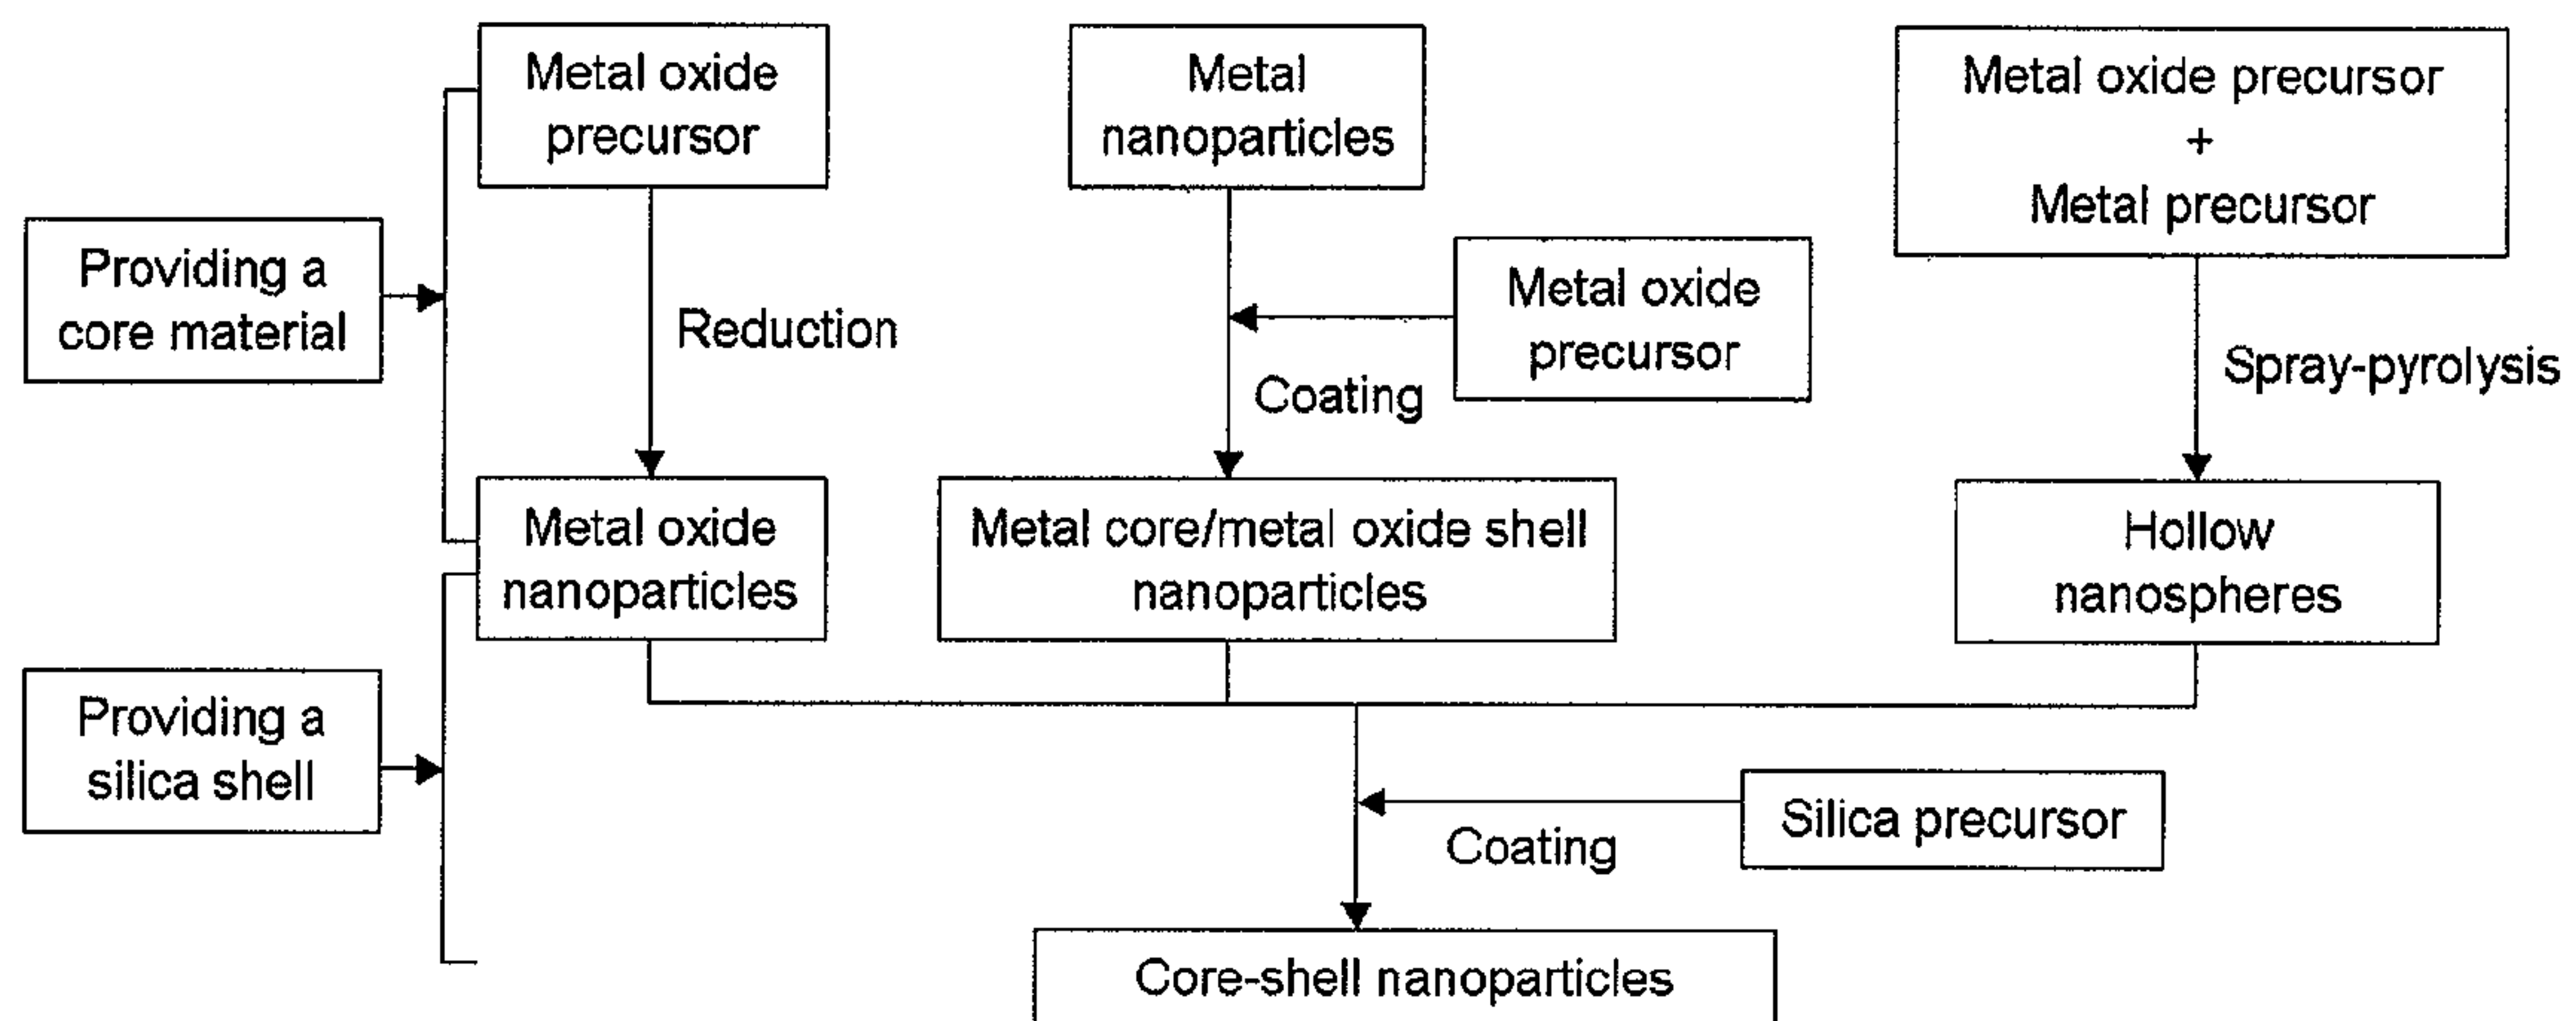 Metal oxide
precursor
Metal
nanoparticles
Metal oxide precursor
+
Metal precursor
Providing a
core material
Reduction
Metal oxide
precursor
Coating
Spray-pyrolysis
Metal oxide
nanoparticles
Metal core/metal oxide shell
nanoparticles
Hollow
nanospheres
Providing a
silica shell
Silica precursor
Coating
Core-shell nanoparticles